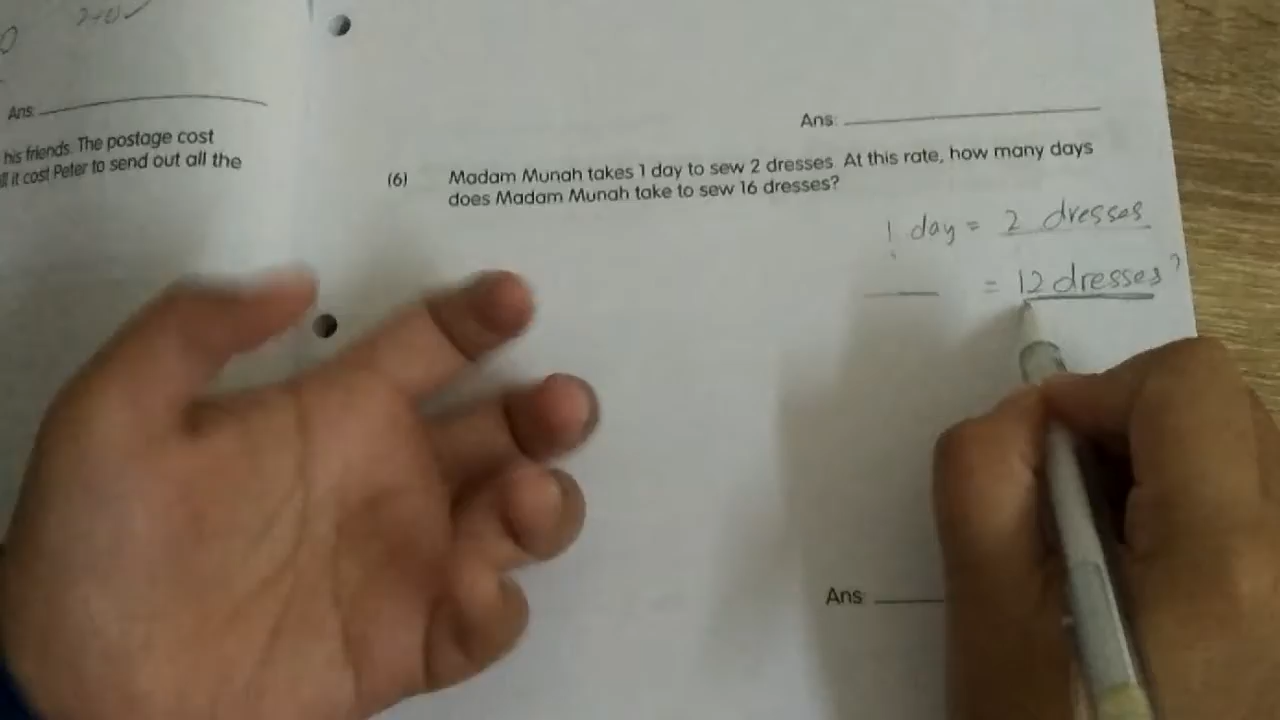 Ans:
his friends. The postage cost
it cost Peter to send out all the
Ans:
(6) Madam Munah takes 1 day to sew 2 dresses. At this rate, how many days
does Madam Munah take to sew 16 dresses?
1 day = 2 dresses
= 12 dresses?
Ans: